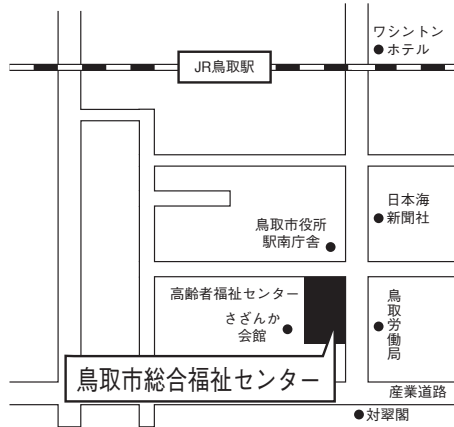 ワシントン
ホテル
JR鳥取駅
日本海
新聞社
鳥取市役所
駅南庁舎
高齢者福祉センター
さざんか
会館
鳥取労働局
鳥取市総合福祉センター
産業道路
対翠閣